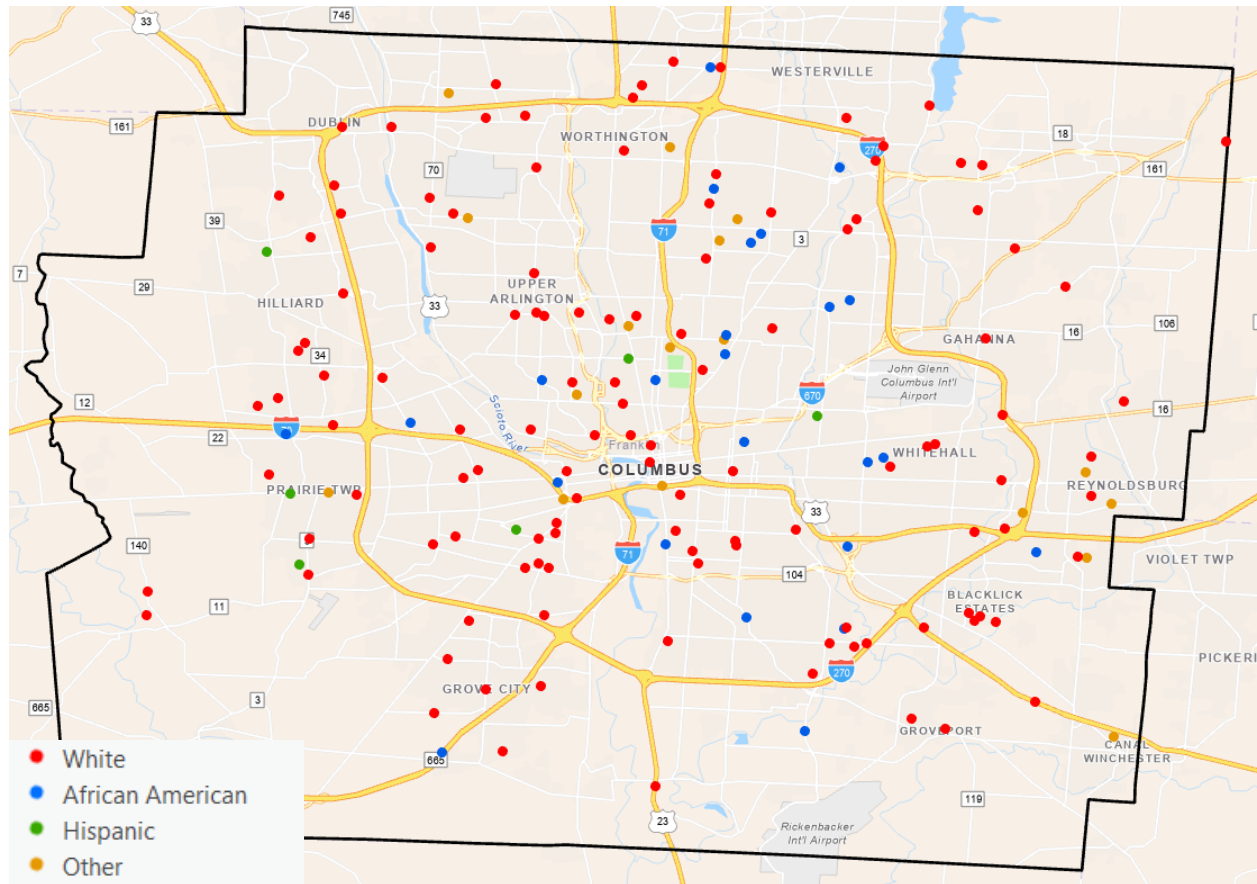 33
745
WESTERVILLE
161
DUBLIN
WORTHINGTON
270
18
161
70
39
71
3
7
29
UPPER
ARLINGTON
HILLIARD
33
106
16
GAHANNA
34
John Glenn
Columbus Int'l
Airport
12
Scioto River
670
16
22
Franklin
WHITEHALL
COLUMBUS
PRAIRIE TWP
REYNOLDSBURG
33
140
71
VIOLET TWP
104
BLACKLICK
ESTATES
11
PICKERI
270
GROVE CITY
3
665
GROVEPORT
CANAL
WINCHESTER
665
119
23
Rickenbacker
Int'l Airport
White
African American
Hispanic
Other